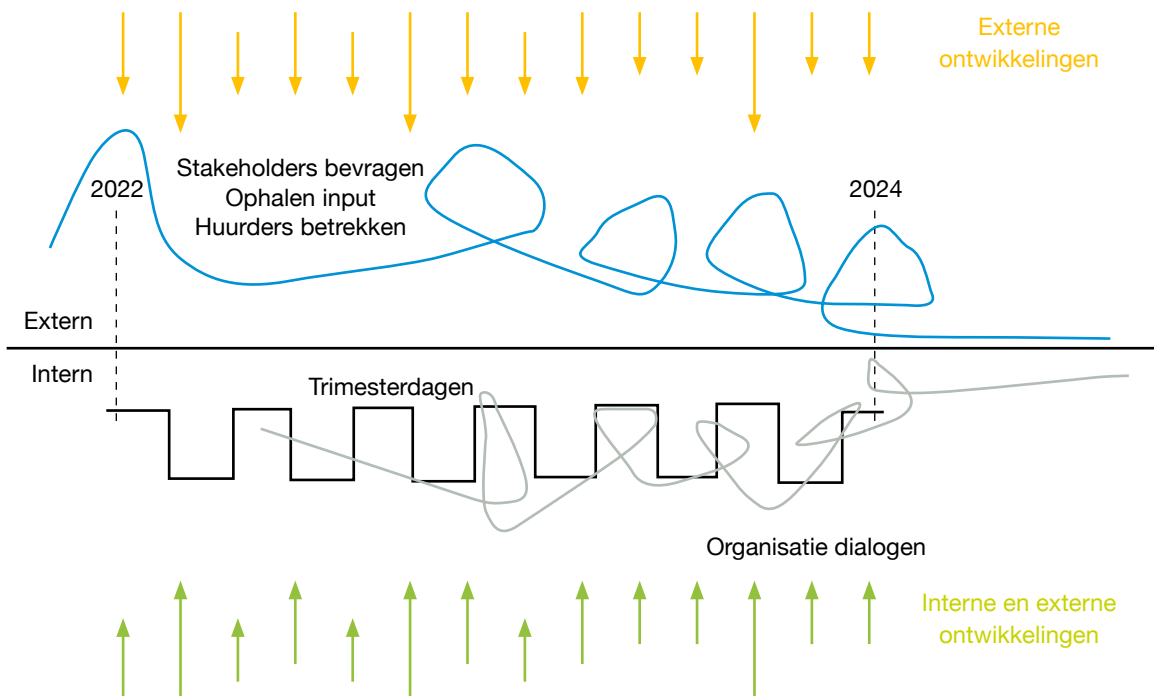 Externe
ontwikkelingen
Stakeholders bevragen
Ophalen input
Huurders betrekken
2022
2024
Extern
Intern
Trimesterdagen
Organisatie dialogen
Interne en externe
ontwikkelingen